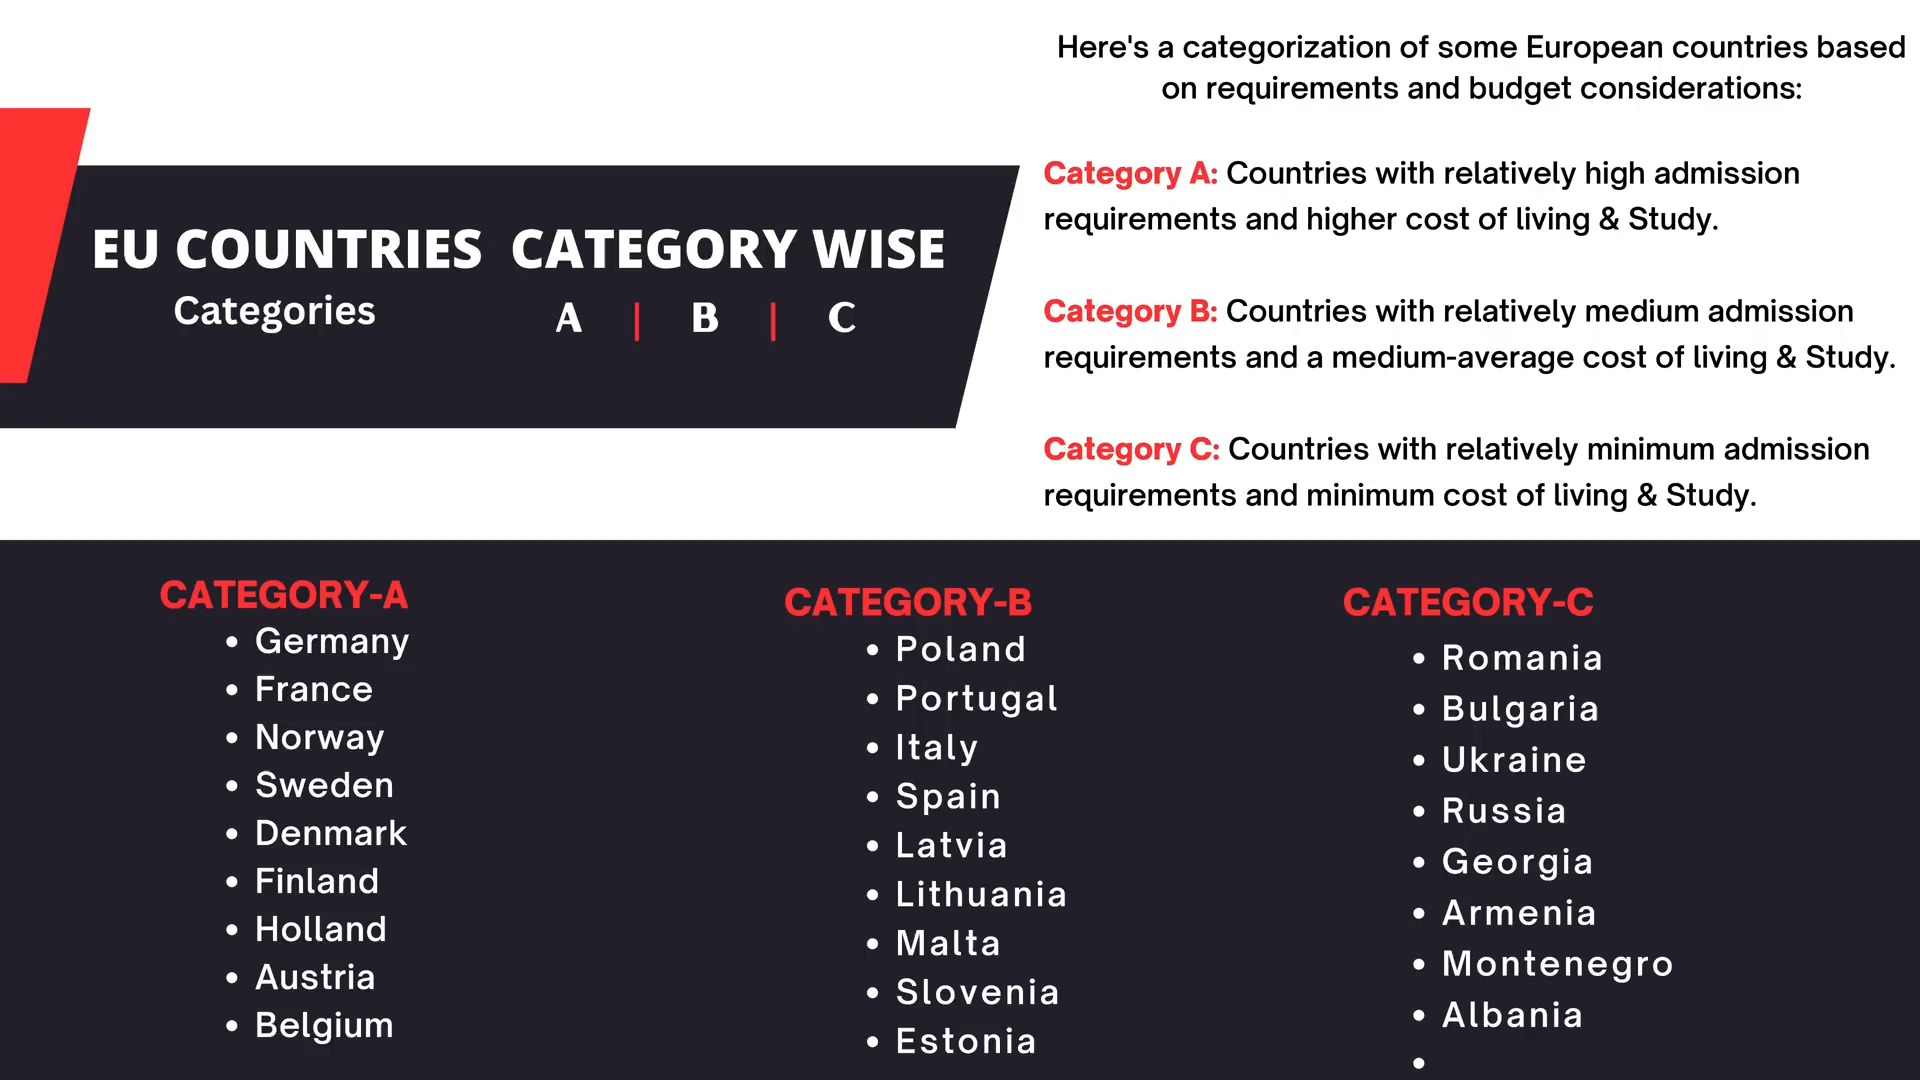 EU COUNTRIES CATEGORY WISE
Categories A | B | C
Here's a categorization of some European countries based
on requirements and budget considerations:
Category A: Countries with relatively high admission
requirements and higher cost of living & Study.
Category B: Countries with relatively medium admission
requirements and a medium-average cost of living & Study.
Category C: Countries with relatively minimum admission
requirements and minimum cost of living & Study.
CATEGORY-A
• Germany
• France
• Norway
• Sweden
• Denmark
• Finland
• Holland
• Austria
• Belgium
CATEGORY-B
• Poland
• Portugal
• Italy
• Spain
• Latvia
• Lithuania
• Malta
• Slovenia
• Estonia
CATEGORY-C
• Romania
• Bulgaria
• Ukraine
• Russia
• Georgia
• Armenia
• Montenegro
• Albania
•